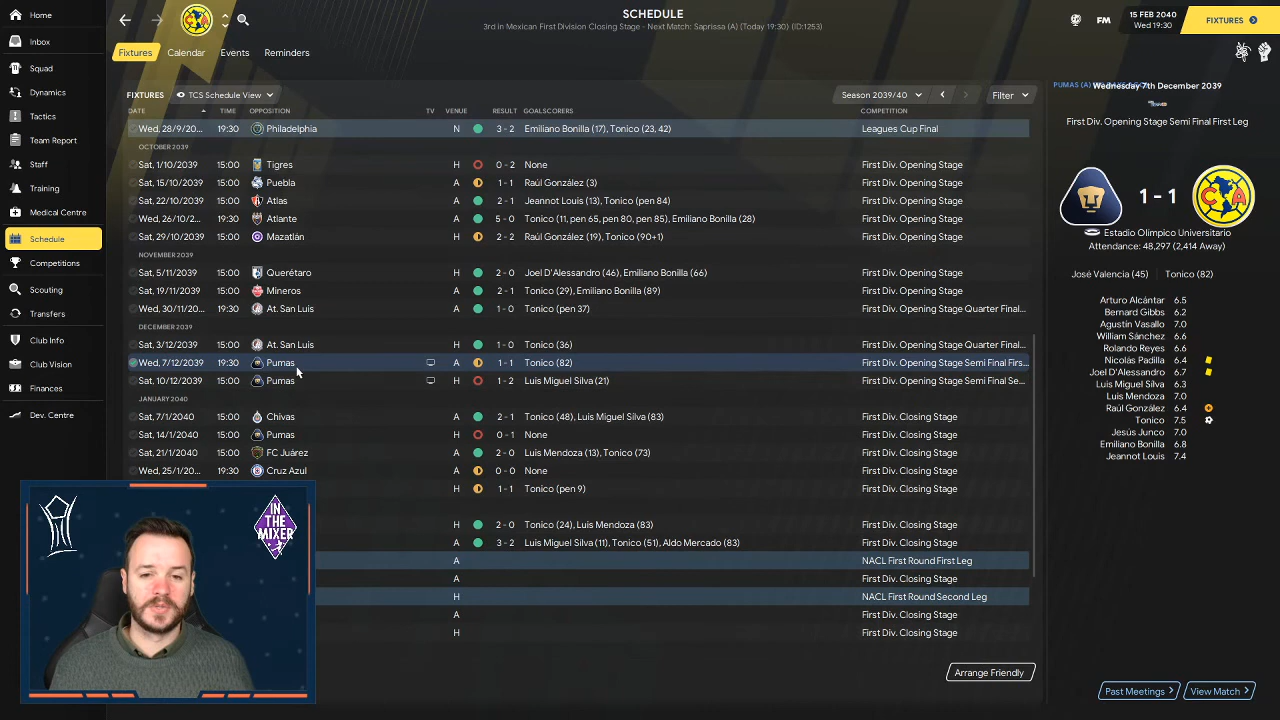 Home
Inbox
Squad
Dynamics
Tactics
Team Report
Staff
Training
Medical Centre
Schedule
Competitions
Scouting
Transfers
Club Info
Club Vision
Finances
Dev. Centre
SCHEDULE
3rd in Mexican First Division Closing Stage - Next Match: Saprissa (A) (Today 19:30) (ID:1253)
FM
15 FEB 2040
Wed 19:30
FIXTURES
Fixtures Calendar Events Reminders
FIXTURES TCS Schedule View Season 2039/40 Filter
DATE TIME OPPOSITION TV VENUE RESULT GOALSCORERS COMPETITION
Wed, 28/9/20... 19:30 Philadelphia N 3 - 2 Emiliano Bonilla (17), Tonico (23, 42) Leagues Cup Final
OCTOBER 2039
Sat, 1/10/2039 15:00 Tigres H 0 - 2 None First Div. Opening Stage
Sat, 15/10/2039 15:00 Puebla A 1 - 1 Raúl González (3) First Div. Opening Stage
Sat, 22/10/2039 15:00 Atlas A 2 - 1 Jeannot Louis (13), Tonico (pen 84) First Div. Opening Stage
Wed, 26/10/2... 19:30 Atlante A 5 - 0 Tonico (11, pen 65, pen 80, pen 85), Emiliano Bonilla (28) First Div. Opening Stage
Sat, 29/10/2039 15:00 Mazatlán H 2 - 2 Raúl González (19), Tonico (90+1) First Div. Opening Stage
NOVEMBER 2039
Sat, 5/11/2039 15:00 Querétaro H 2 - 0 Joel D'Alessandro (46), Emiliano Bonilla (66) First Div. Opening Stage
Sat, 19/11/2039 15:00 Mineros A 2 - 1 Tonico (29), Emiliano Bonilla (89) First Div. Opening Stage
Wed, 30/11/20... 19:30 At. San Luis A 1 - 0 Tonico (pen 37) First Div. Opening Stage Quarter Final...
DECEMBER 2039
Sat, 3/12/2039 15:00 At. San Luis H 1 - 0 Tonico (36) First Div. Opening Stage Quarter Final...
Wed, 7/12/2039 19:30 Pumas A 1 - 1 Tonico (82) First Div. Opening Stage Semi Final Firs...
Sat, 10/12/2039 15:00 Pumas H 1 - 2 Luis Miguel Silva (21) First Div. Opening Stage Semi Final Se...
JANUARY 2040
Sat, 7/1/2040 15:00 Chivas A 2 - 1 Tonico (48), Luis Miguel Silva (83) First Div. Closing Stage
Sat, 14/1/2040 15:00 Pumas H 0 - 1 None First Div. Closing Stage
Sat, 21/1/2040 15:00 FC Juárez A 2 - 0 Luis Mendoza (13), Tonico (73) First Div. Closing Stage
Wed, 25/1/20... 19:30 Cruz Azul A 0 - 0 None First Div. Closing Stage
H 1 - 1 Tonico (pen 9) First Div. Closing Stage
H 2 - 0 Tonico (24), Luis Mendoza (83) First Div. Closing Stage
A 3 - 2 Luis Miguel Silva (11), Tonico (51), Aldo Mercado (83) First Div. Closing Stage
A NACL First Round First Leg
A First Div. Closing Stage
H NACL First Round Second Leg
A First Div. Closing Stage
H First Div. Closing Stage
Arrange Friendly
PUMAS (A)
Wednesday 7th December 2039
First Div. Opening Stage Semi Final First Leg
1 - 1
Estadio Olímpico Universitario
Attendance: 48,297 (2,414 Away)
José Valencia (45) Tonico (82)
Arturo Alcántar 6.5
Bernard Gibbs 6.2
Agustín Vasallo 7.0
William Sánchez 6.6
Rolando Reyes 6.6
Nicolás Padilla 6.4
Joel D'Alessandro 6.7
Luis Miguel Silva 6.3
Luis Mendoza 7.0
Raúl González 6.4
Tonico 7.5
Jesús Junco 7.0
Emiliano Bonilla 6.8
Jeannot Louis 7.4
Past Meetings View Match
IN THE
MIXER